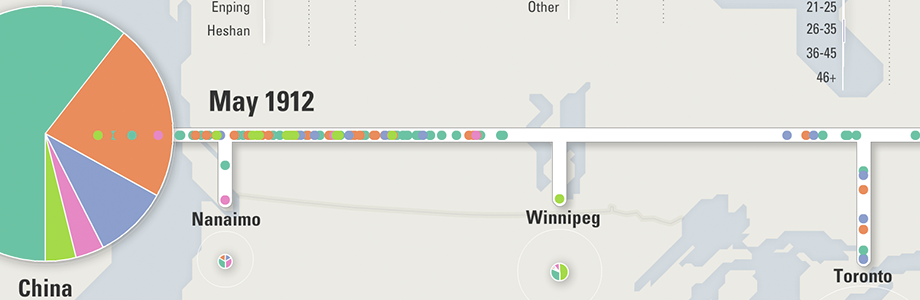 Enping
Heshan
Other
21-25
26-35
36-45
46+
May 1912
Nanaimo
Winnipeg
Toronto
China